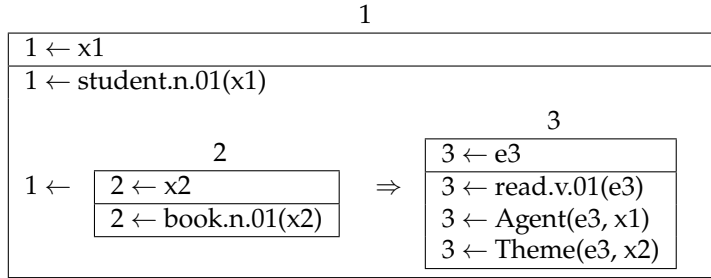 1
1 ← x1
1 ← student.n.01(x1)
2
3
1 ←
2 ← x2
2 ← book.n.01(x2)
⇒
3 ← e3
3 ← read.v.01(e3)
3 ← Agent(e3, x1)
3 ← Theme(e3, x2)